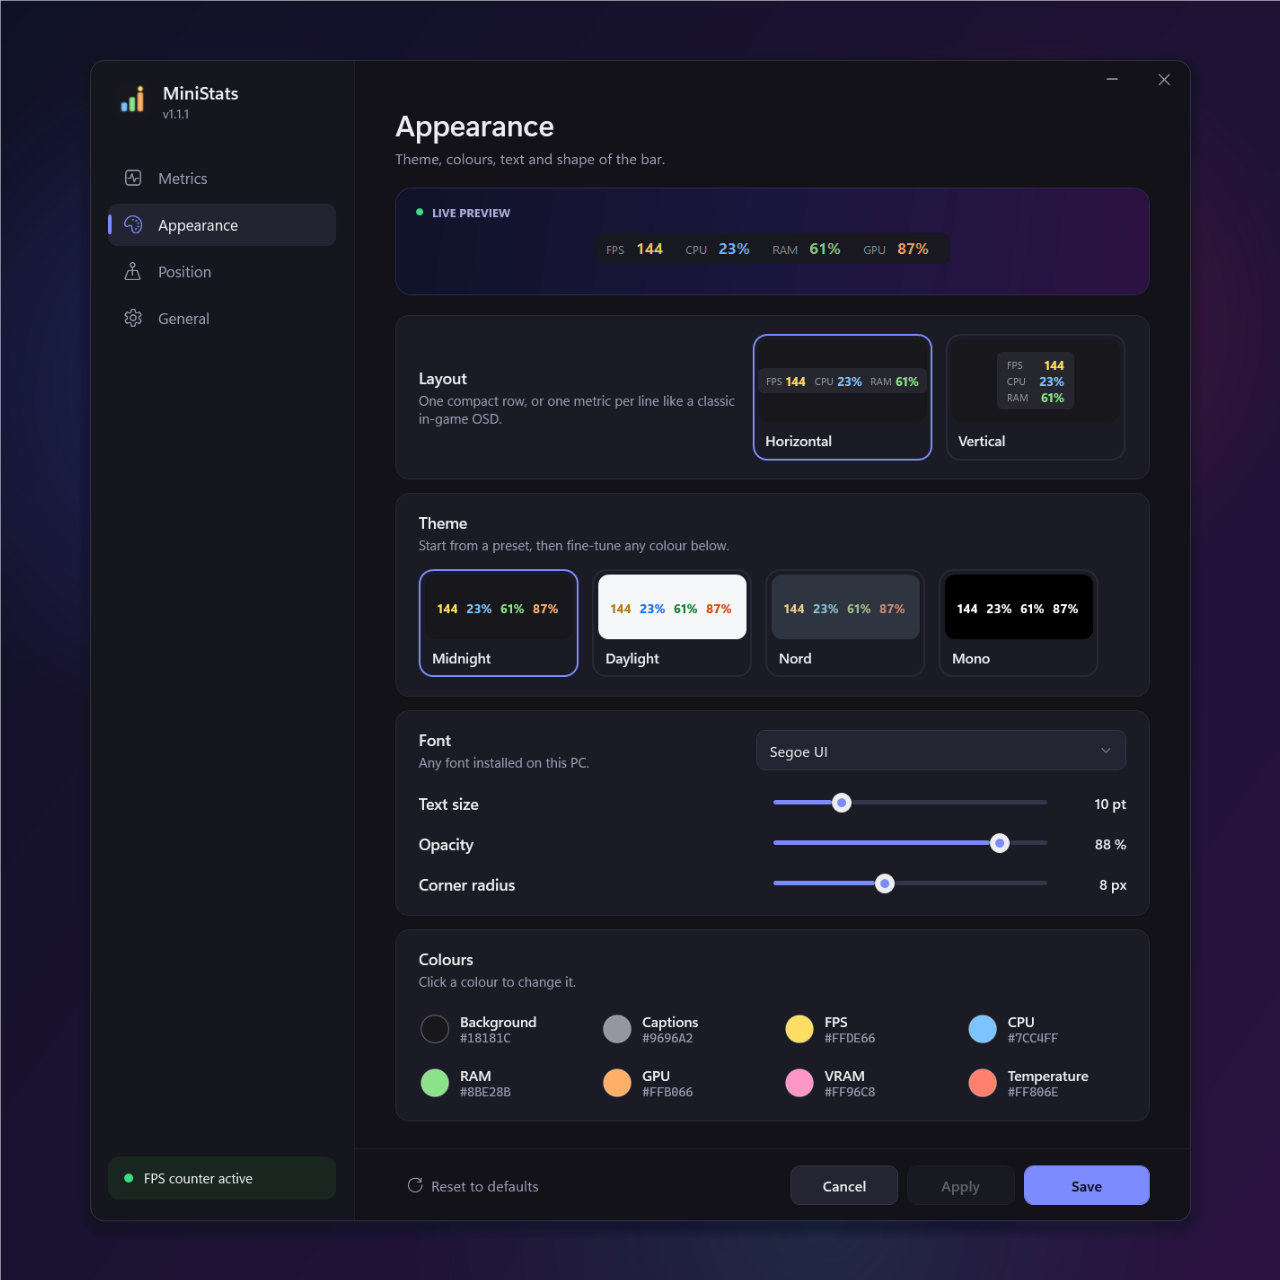 MiniStats
v1.1.1
Metrics
Appearance
Position
General
FPS counter active
Appearance
Theme, colours, text and shape of the bar.
LIVE PREVIEW
FPS 144 CPU 23% RAM 61% GPU 87%
Layout
One compact row, or one metric per line like a classic
in-game OSD.
FPS 144 CPU 23% RAM 61%
Horizontal
FPS 144
CPU 23%
RAM 61%
Vertical
Theme
Start from a preset, then fine-tune any colour below.
144 23% 61% 87%
Midnight
144 23% 61% 87%
Daylight
144 23% 61% 87%
Nord
144 23% 61% 87%
Mono
Font
Any font installed on this PC.
Segoe UI
Text size 10 pt
Opacity 88 %
Corner radius 8 px
Colours
Click a colour to change it.
Background
#18181C
Captions
#9696A2
FPS
#FFDE66
CPU
#7CC4FF
RAM
#8BE28B
GPU
#FFB066
VRAM
#FF96C8
Temperature
#FF806E
Reset to defaults
Cancel
Apply
Save